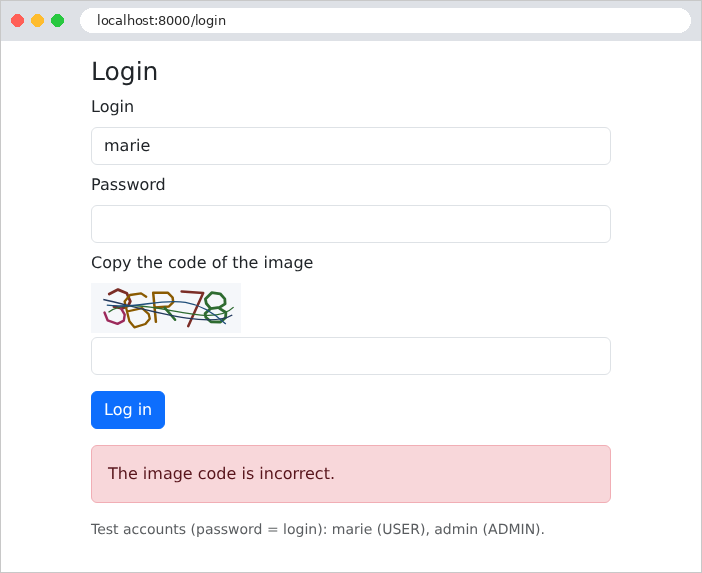 localhost:8000/login
Login
Login
marie
Password
Copy the code of the image
36R78
Log in
The image code is incorrect.
Test accounts (password = login): marie (USER), admin (ADMIN).